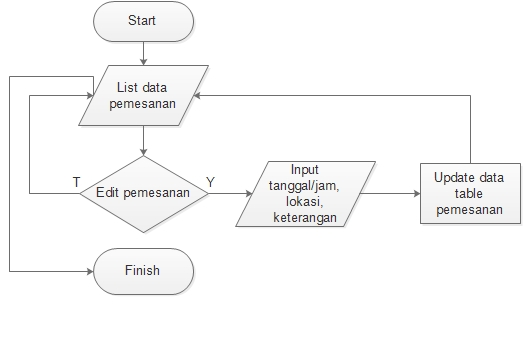 Start
List data
pemesanan
T
Edit pemesanan
Y
Input
tanggal/jam,
lokasi,
keterangan
Update data
table
pemesanan
Finish